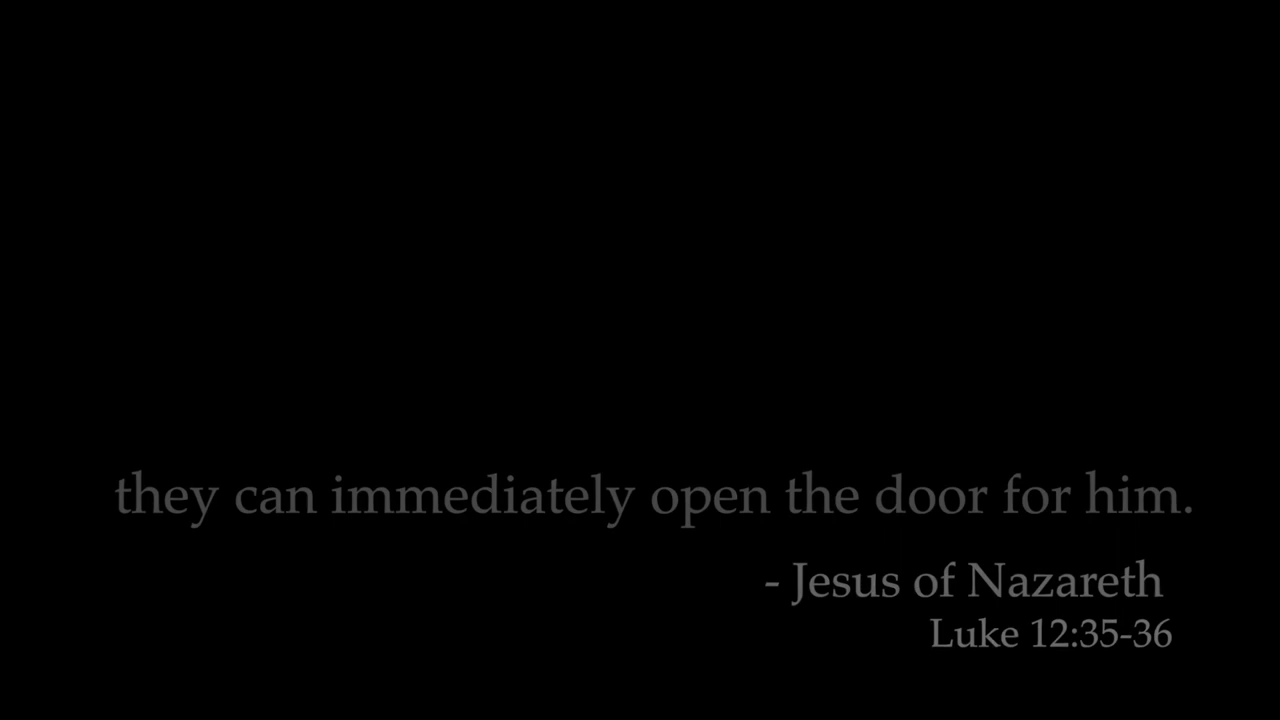 they can immediately open the door for him.
- Jesus of Nazareth
Luke 12:35-36